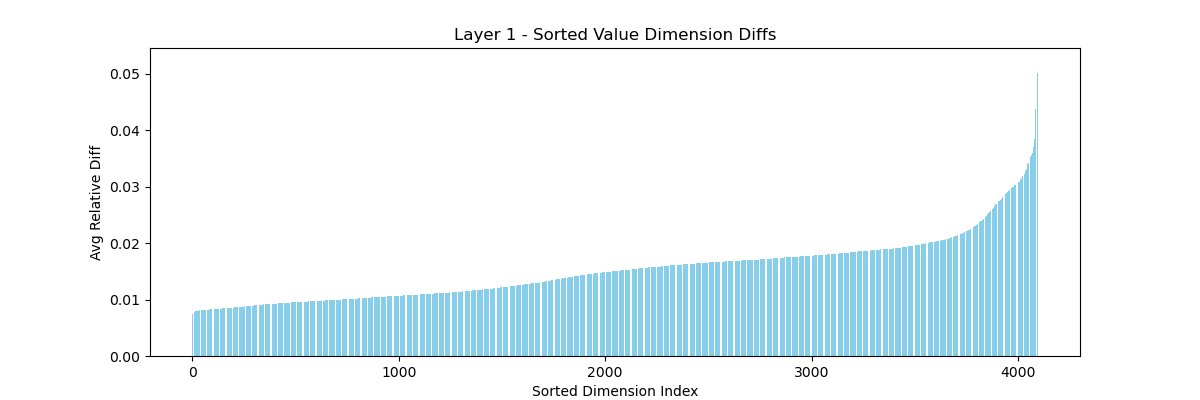 Layer 1 - Sorted Value Dimension Diffs
Avg Relative Diff
0.05
0.04
0.03
0.02
0.01
0.00
0 1000 2000 3000 4000
Sorted Dimension Index